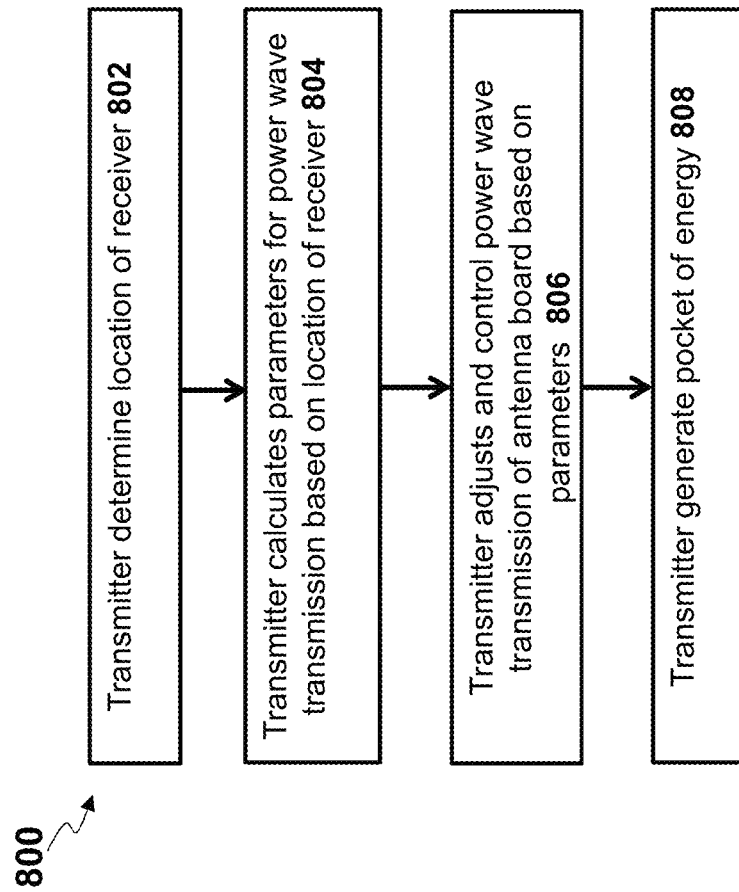 800
Transmitter determine location of receiver 802
Transmitter calculates parameters for power wave
transmission based on location of receiver 804
Transmitter adjusts and control power wave
transmission of antenna board based on
parameters 806
Transmitter generate pocket of energy 808